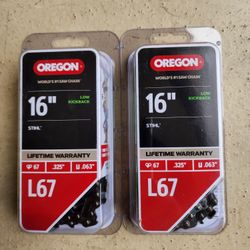 OREGON
WORLD'S #1 SAW CHAIN
16"
LOW
KICKBACK
STIHL
LIFETIME WARRANTY
67 .325" .063"
L67
OREGON
WORLD'S #1 SAW CHAIN
16"
LOW
KICKBACK
STIHL
LIFETIME WARRANTY
67 .325" .063"
L67